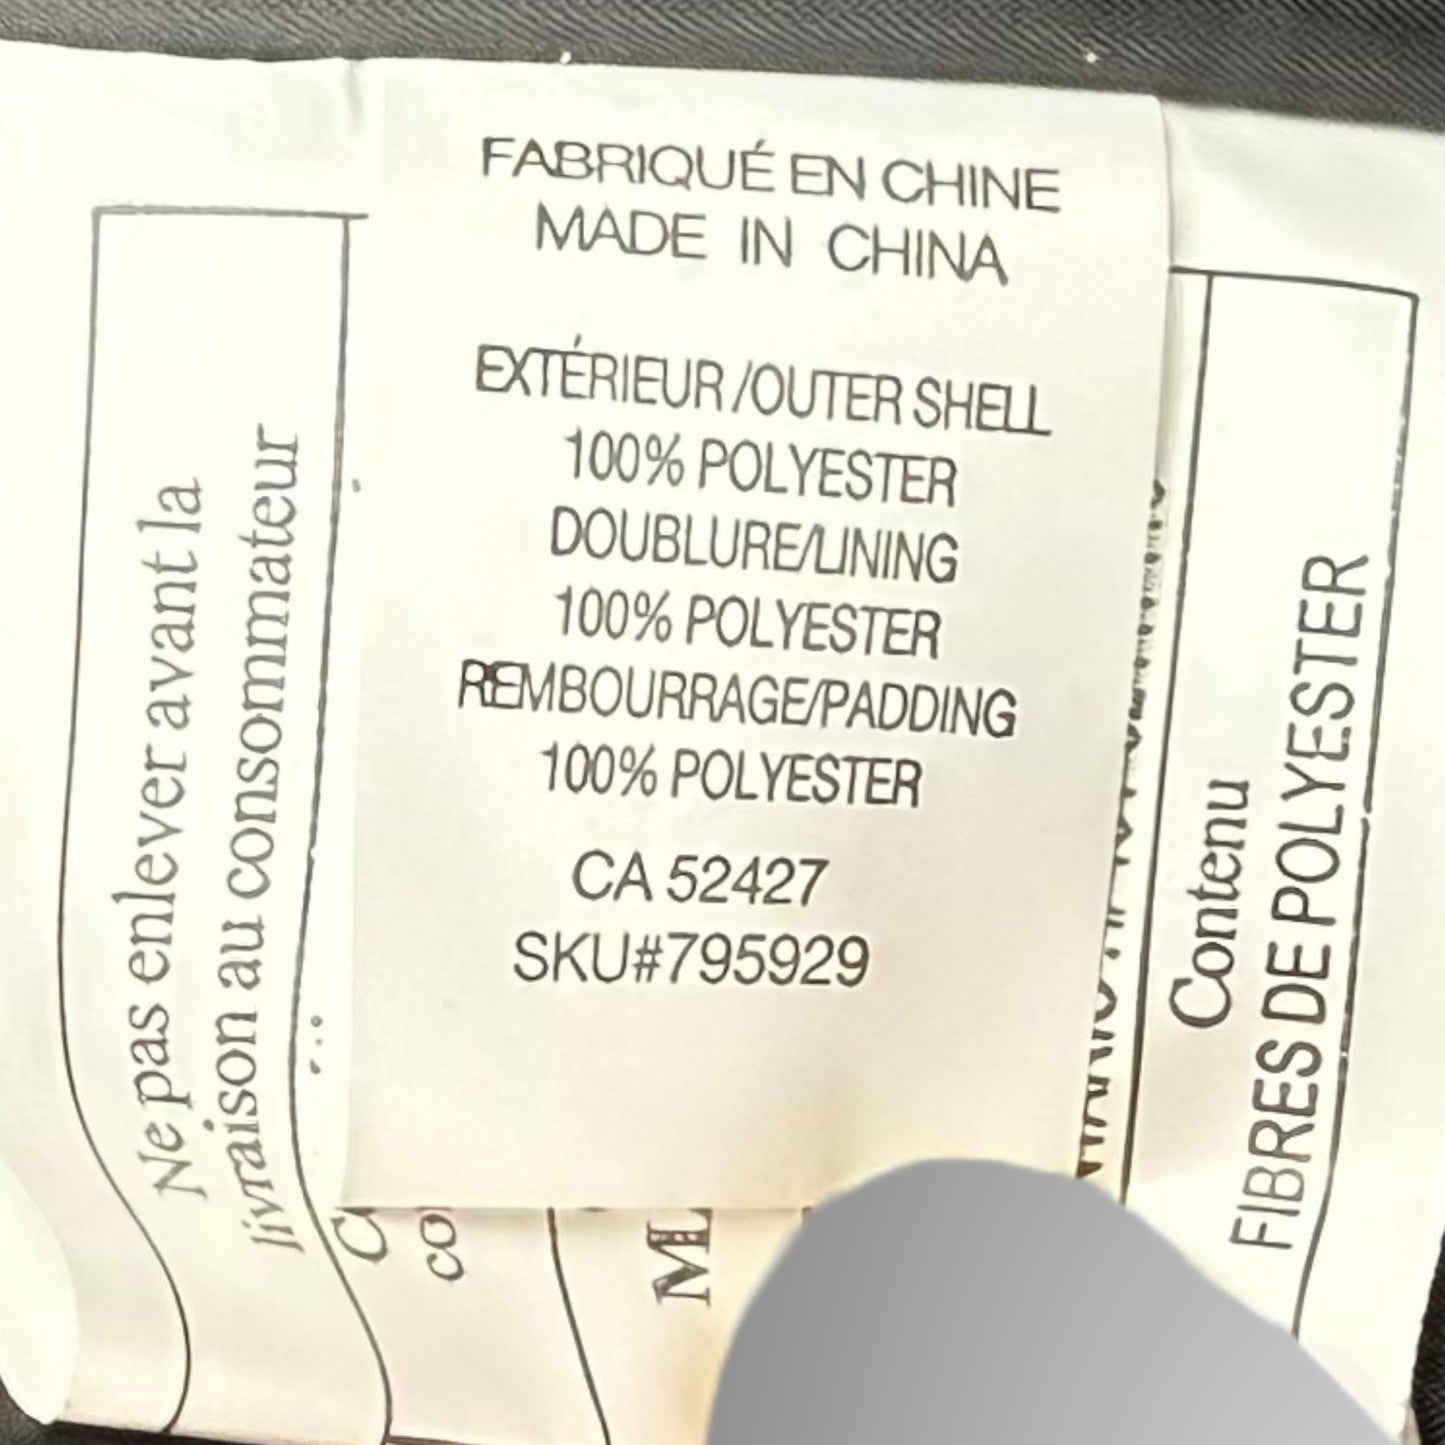 FABRIQUÉ EN CHINE
MADE IN CHINA
EXTÉRIEUR/OUTER SHELL
100% POLYESTER
DOUBLURE/LINING
100% POLYESTER
REMBOURRAGE/PADDING
100% POLYESTER
CA 52427
SKU#795929
Ne pas enlever avant la
livraison au consommateur
Contenu
FIBRES DE POLYESTER